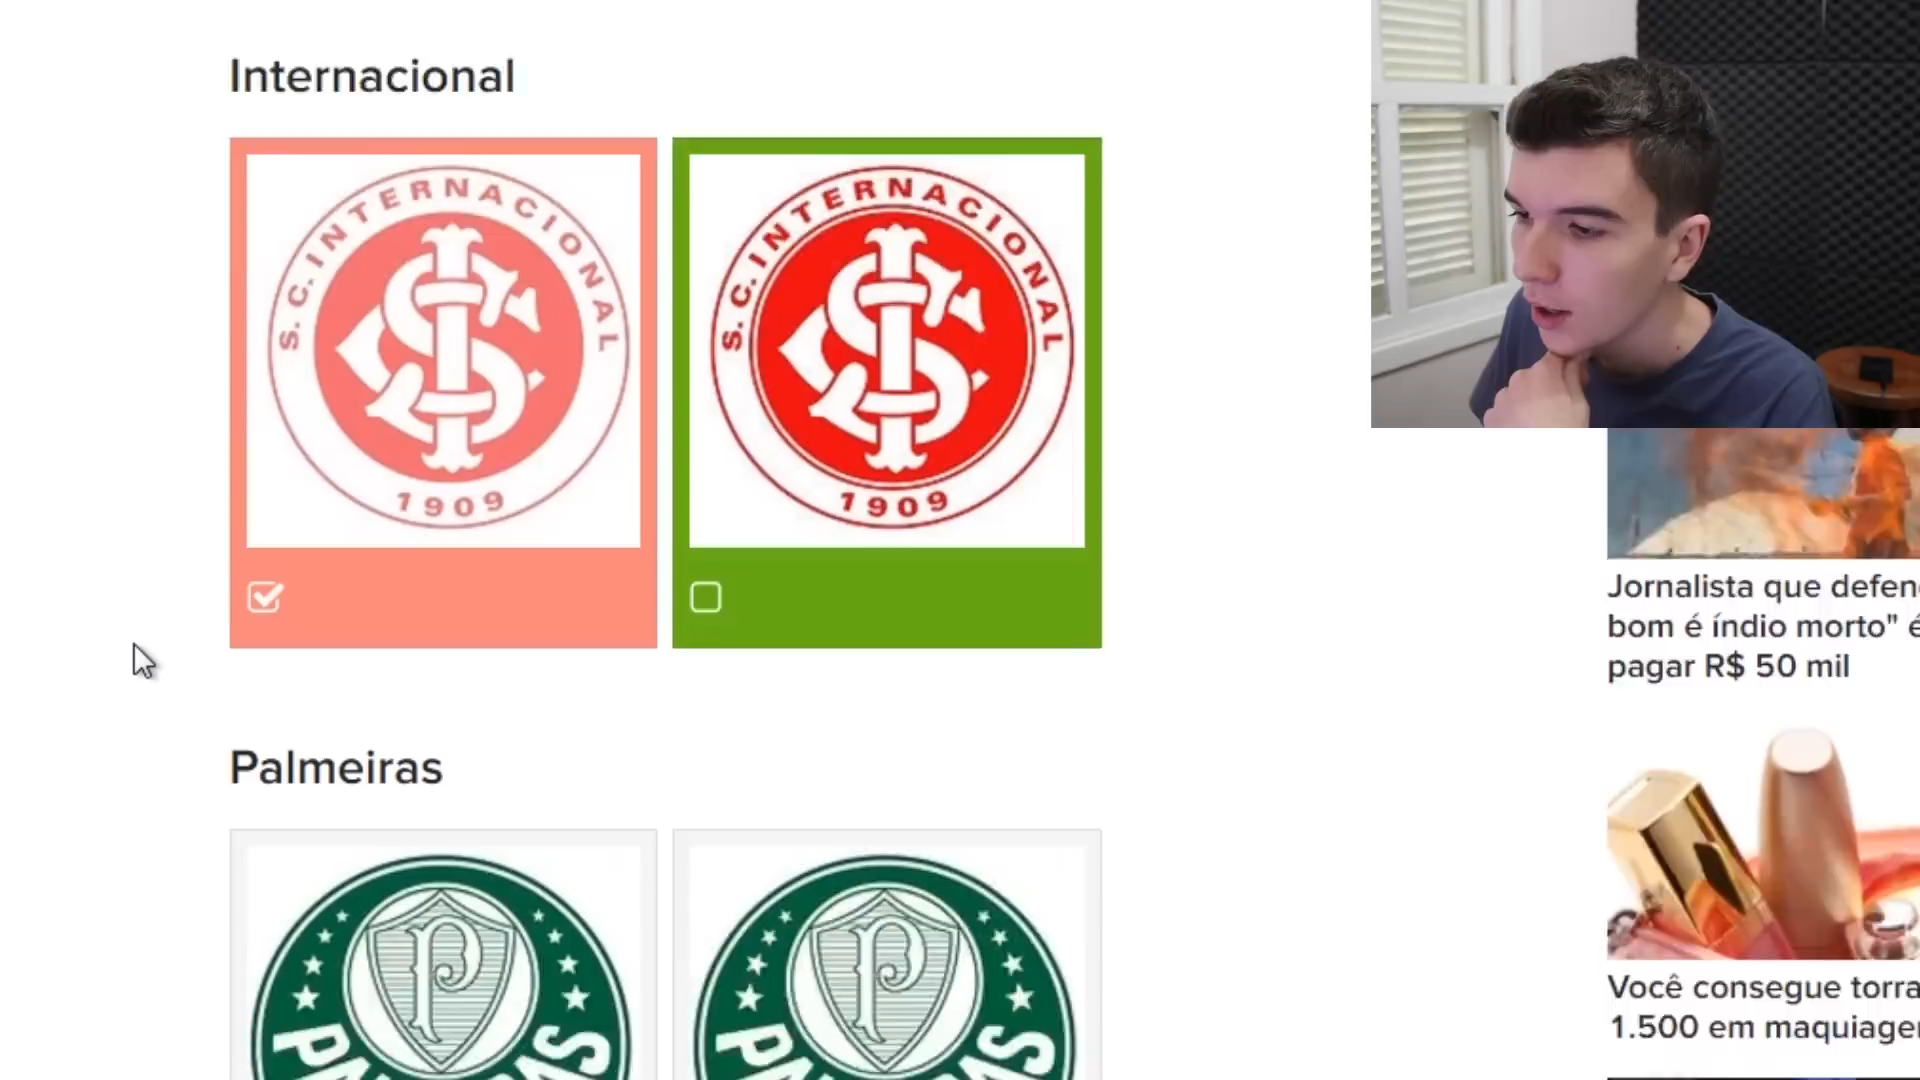 Internacional
S. C. INTERNACIONAL
1909
S. C. INTERNACIONAL
1909
Jornalista que defen
bom é índio morto" é
pagar R$ 50 mil
Palmeiras
P
P
Você consegue torra
1.500 em maquiage